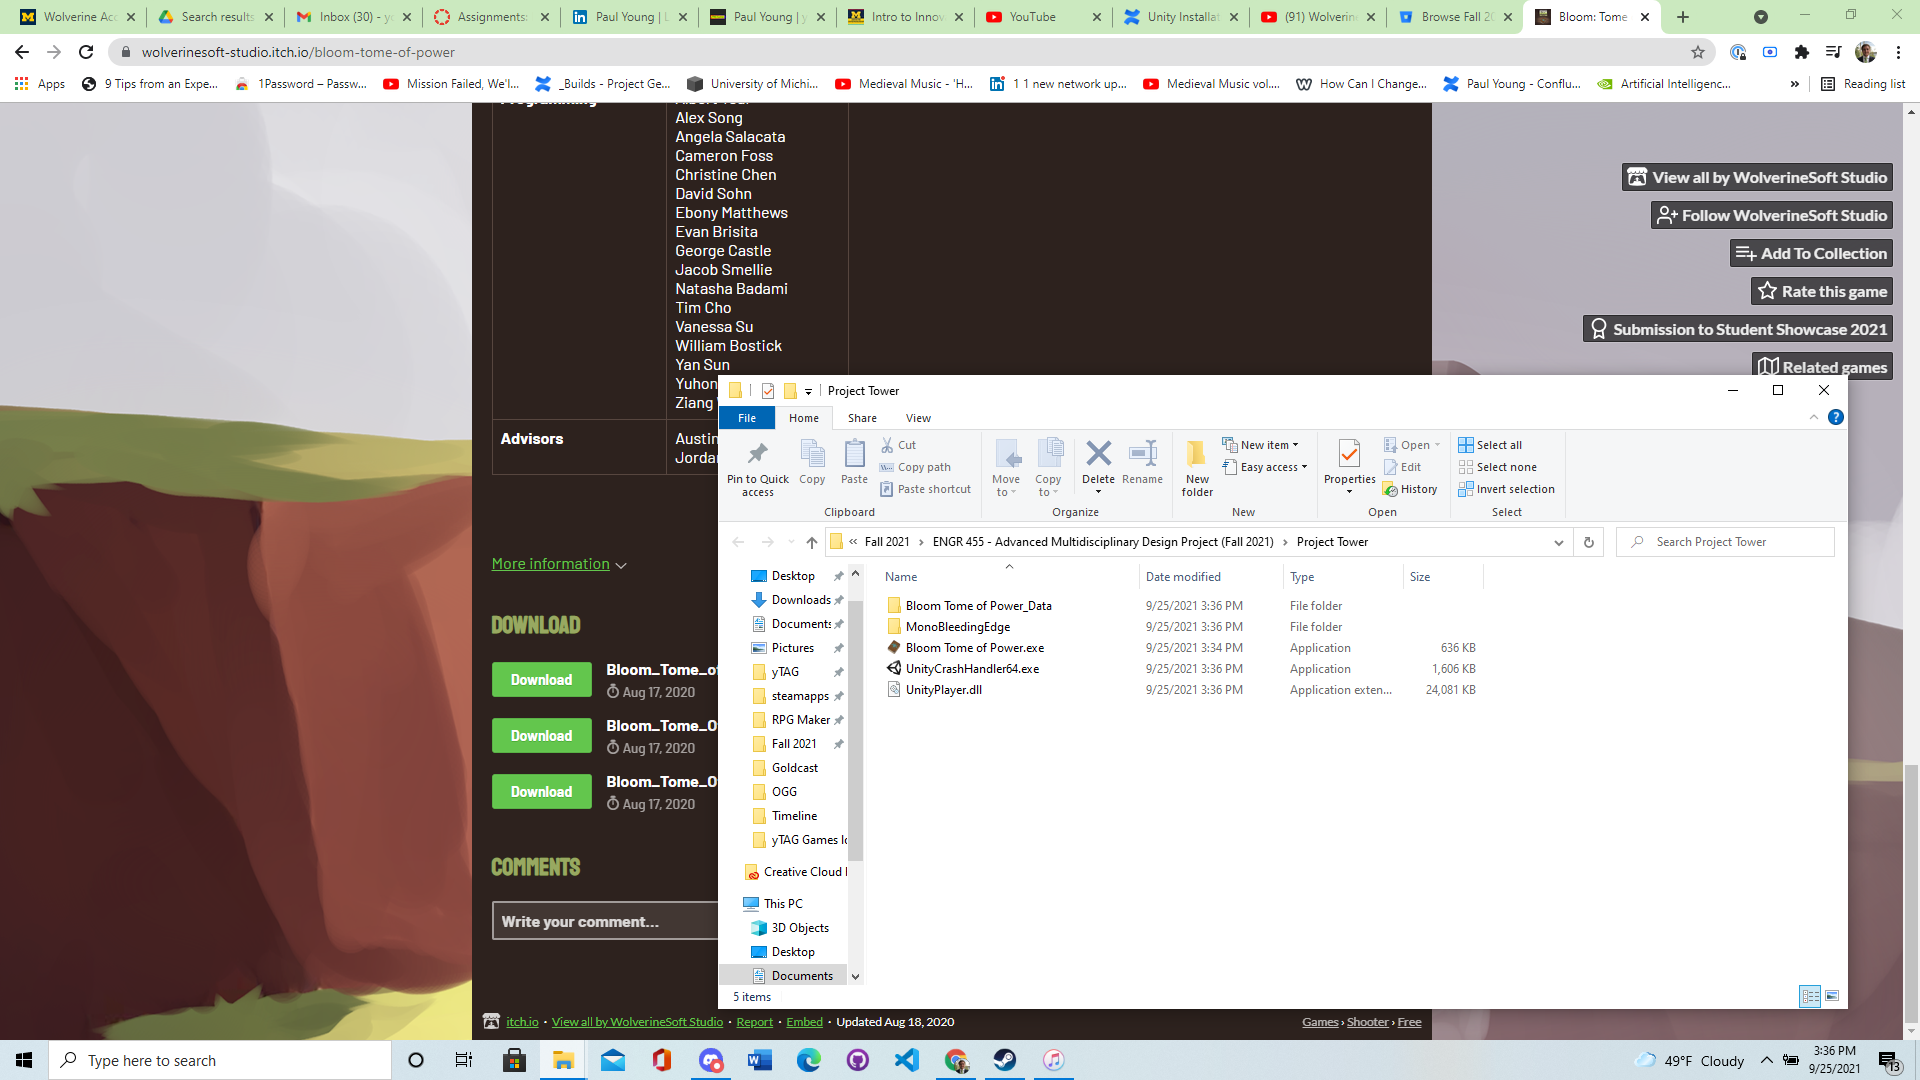 Wolverine Acc
Search results
Inbox (30) - y
Assignments:
Paul Young | L
Paul Young | y
Intro to Innov
YouTube
Unity Installat
(91) Wolverin
Browse Fall 20
Bloom: Tome
wolverinesoft-studio.itch.io/bloom-tome-of-power
Apps
9 Tips from an Expe...
1Password – Passw...
Mission Failed, We'l...
_Builds - Project Ge...
University of Michi...
Medieval Music - 'H...
1 1 new network up...
Medieval Music vol....
How Can I Change...
Paul Young - Conflu...
Artificial Intelligenc...
»
Reading list
Programming
Alex Song
Angela Salacata
Cameron Foss
Christine Chen
David Sohn
Ebony Matthews
Evan Brisita
George Castle
Jacob Smellie
Natasha Badami
Tim Cho
Vanessa Su
William Bostick
Yan Sun
Yuhon
Ziang
Advisors
Austin
Jordan
More information
DOWNLOAD
Download
Bloom_Tome_of
Aug 17, 2020
Download
Bloom_Tome_O
Aug 17, 2020
Download
Bloom_Tome_O
Aug 17, 2020
COMMENTS
Write your comment...
itch.io · View all by WolverineSoft Studio · Report · Embed · Updated Aug 18, 2020
Games › Shooter › Free
View all by WolverineSoft Studio
Follow WolverineSoft Studio
Add To Collection
Rate this game
Submission to Student Showcase 2021
Related games
Project Tower
File
Home
Share
View
Pin to Quick access
Copy
Paste
Cut
Copy path
Paste shortcut
Clipboard
Move to
Copy to
Delete
Rename
Organize
New folder
New item
Easy access
New
Properties
Open
Edit
History
Open
Select all
Select none
Invert selection
Select
« Fall 2021 › ENGR 455 - Advanced Multidisciplinary Design Project (Fall 2021) › Project Tower
Search Project Tower
Desktop
Downloads
Documents
Pictures
yTAG
steamapps
RPG Maker
Fall 2021
Goldcast
OGG
Timeline
yTAG Games Ic
Creative Cloud
This PC
3D Objects
Desktop
Documents
Name Date modified Type Size
Bloom Tome of Power_Data 9/25/2021 3:36 PM File folder
MonoBleedingEdge 9/25/2021 3:36 PM File folder
Bloom Tome of Power.exe 9/25/2021 3:34 PM Application 636 KB
UnityCrashHandler64.exe 9/25/2021 3:36 PM Application 1,606 KB
UnityPlayer.dll 9/25/2021 3:36 PM Application exten... 24,081 KB
5 items
Type here to search
49°F Cloudy
3:36 PM
9/25/2021
13